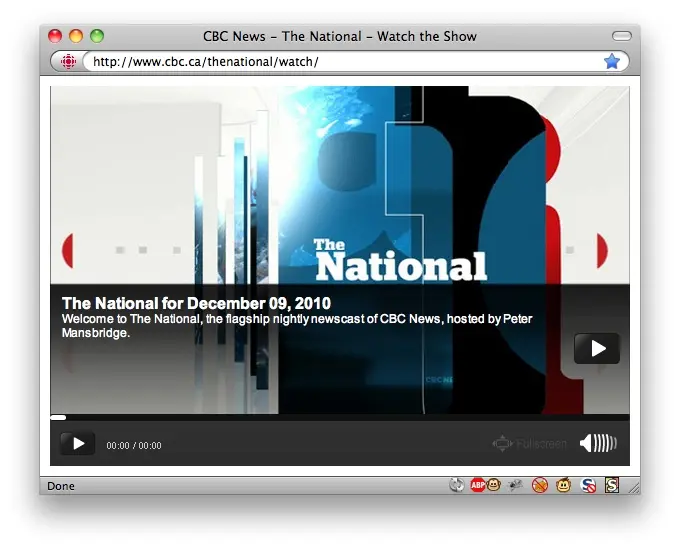 CBC News – The National – Watch the Show
http://www.cbc.ca/thenational/watch/
The
National
The National for December 09, 2010
Welcome to The National, the flagship nightly newscast of CBC News, hosted by Peter
Mansbridge.
00:00 / 00:00
Fullscreen
Done
ABP
S
S